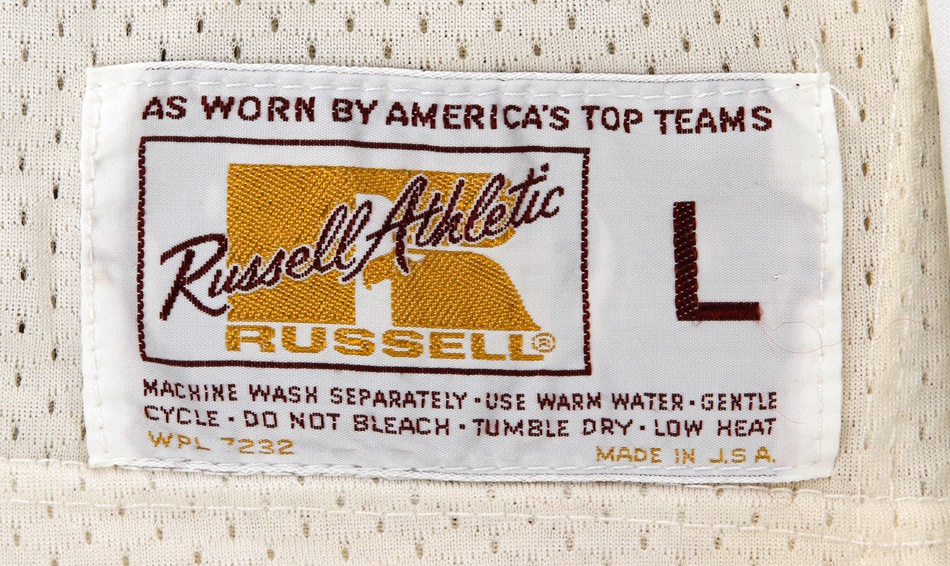 AS WORN BY AMERICA'S TOP TEAMS
Russell Athletic
RUSSELL®
L
MACHINE WASH SEPARATELY · USE WARM WATER · GENTLE
CYCLE · DO NOT BLEACH · TUMBLE DRY · LOW HEAT
WPL 7232
MADE IN U.S.A.